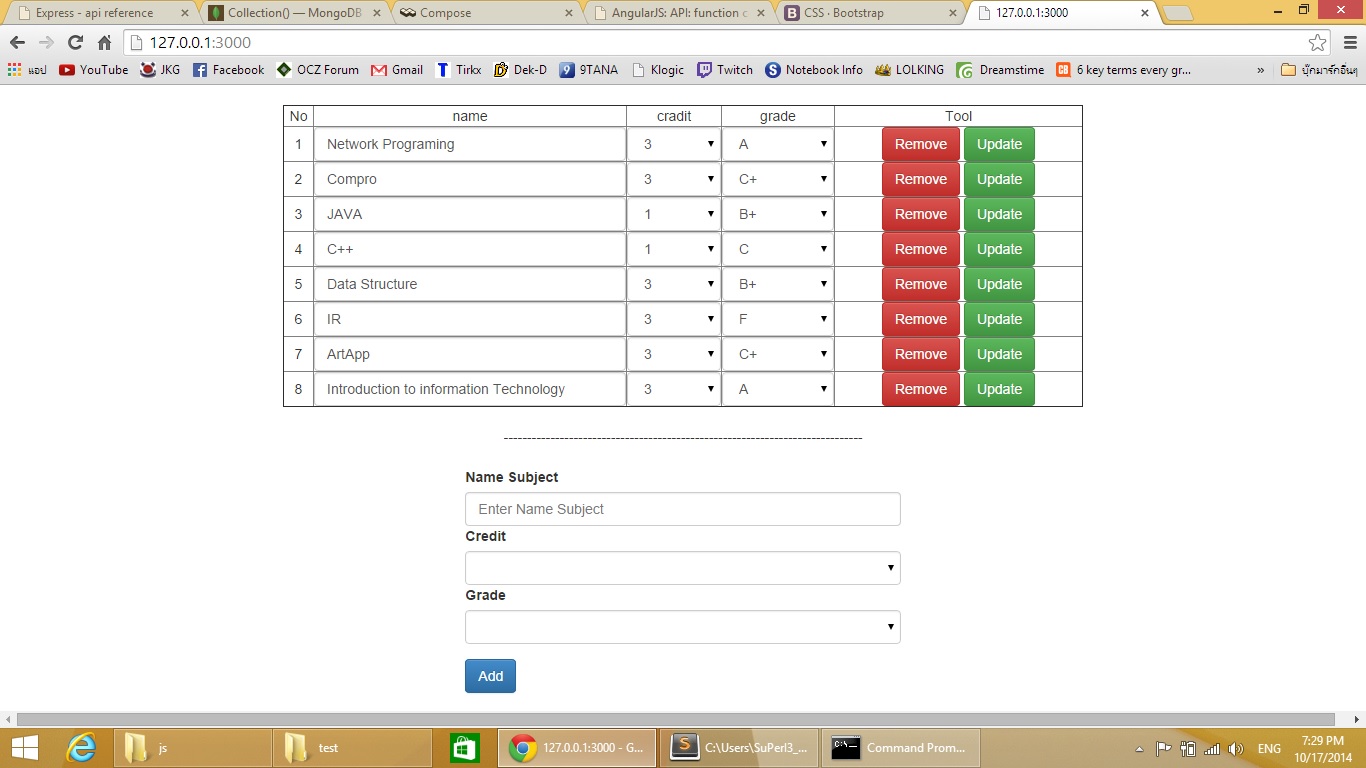 Express - api reference
Collection() — MongoDB
Compose
AngularJS: API: function c
CSS · Bootstrap
127.0.0.1:3000
127.0.0.1:3000
แอป YouTube JKG Facebook OCZ Forum Gmail Tirkx Dek-D 9TANA Klogic Twitch Notebook Info LOLKING Dreamstime 6 key terms every gr... » บุ๊กมาร์กอื่นๆ
No name cradit grade Tool
1 Network Programing 3 A Remove Update
2 Compro 3 C+ Remove Update
3 JAVA 1 B+ Remove Update
4 C++ 1 C Remove Update
5 Data Structure 3 B+ Remove Update
6 IR 3 F Remove Update
7 ArtApp 3 C+ Remove Update
8 Introduction to information Technology 3 A Remove Update
Name Subject
Enter Name Subject
Credit
Grade
Add
js
test
127.0.0.1:3000 - G...
C:\Users\SuPerl3_...
Command Prom...
ENG
7:29 PM
10/17/2014